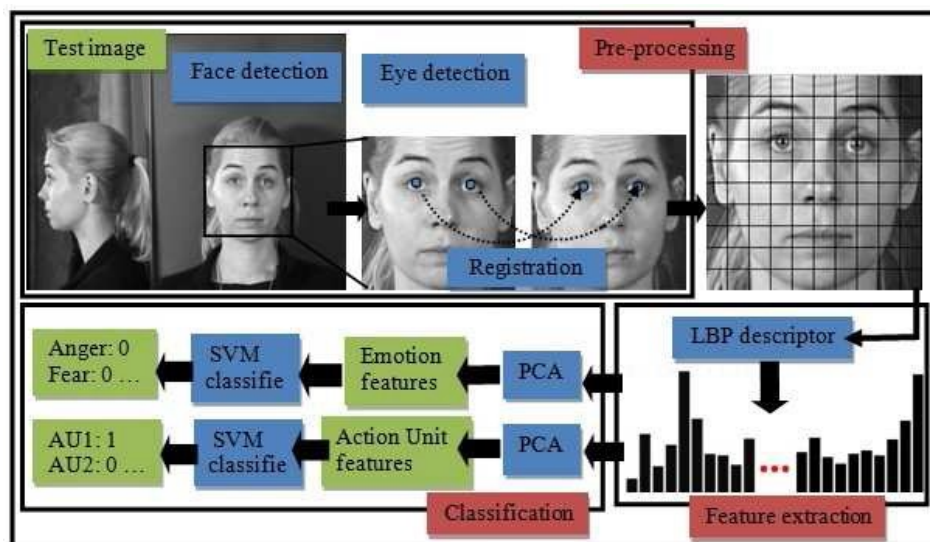 Test image
Pre-processing
Face detection
Eye detection
Registration
LBP descriptor
Anger: 0
Fear: 0 ...
SVM
classifie
Emotion
features
PCA
AU1: 1
AU2: 0 ...
SVM
classifie
Action Unit
features
PCA
Classification
Feature extraction